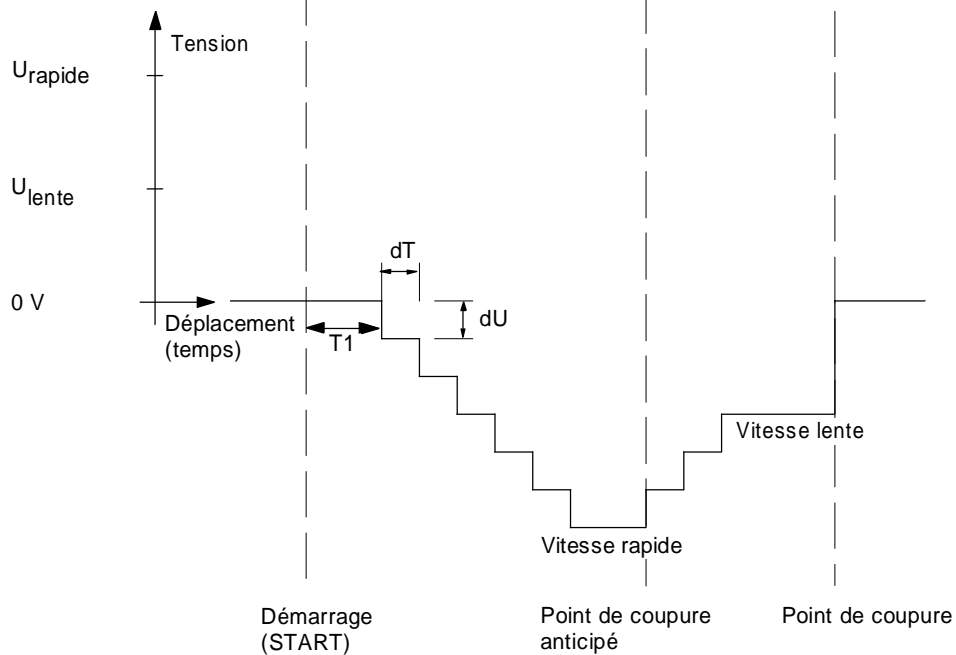 Tension
Urapide
Ulente
dT
0 V
dU
Déplacement
(temps)
T1
Vitesse lente
Vitesse rapide
Démarrage
(START)
Point de coupure
anticipé
Point de coupure